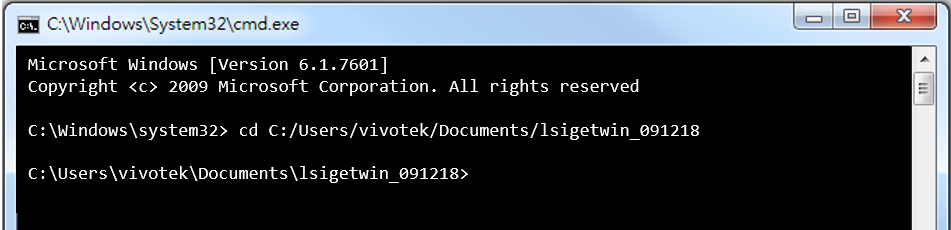 C:\Windows\System32\cmd.exe
Microsoft Windows [Version 6.1.7601]
Copyright <c> 2009 Microsoft Corporation. All rights reserved
C:\Windows\system32> cd C:/Users/vivotek/Documents/lsigetwin_091218
C:\Users\vivotek\Documents\lsigetwin_091218>